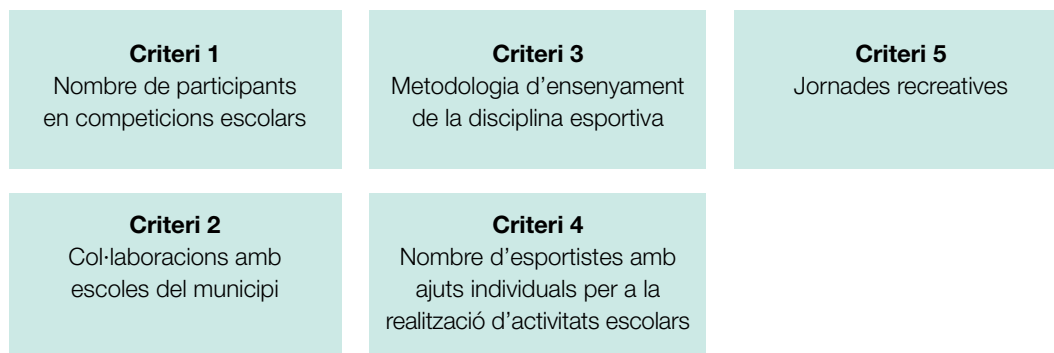 Criteri 1
Nombre de participants
en competicions escolars
Criteri 2
Col·laboracions amb
escoles del municipi
Criteri 3
Metodologia d’ensenyament
de la disciplina esportiva
Criteri 4
Nombre d’esportistes amb
ajuts individuals per a la
realització d’activitats escolars
Criteri 5
Jornades recreatives